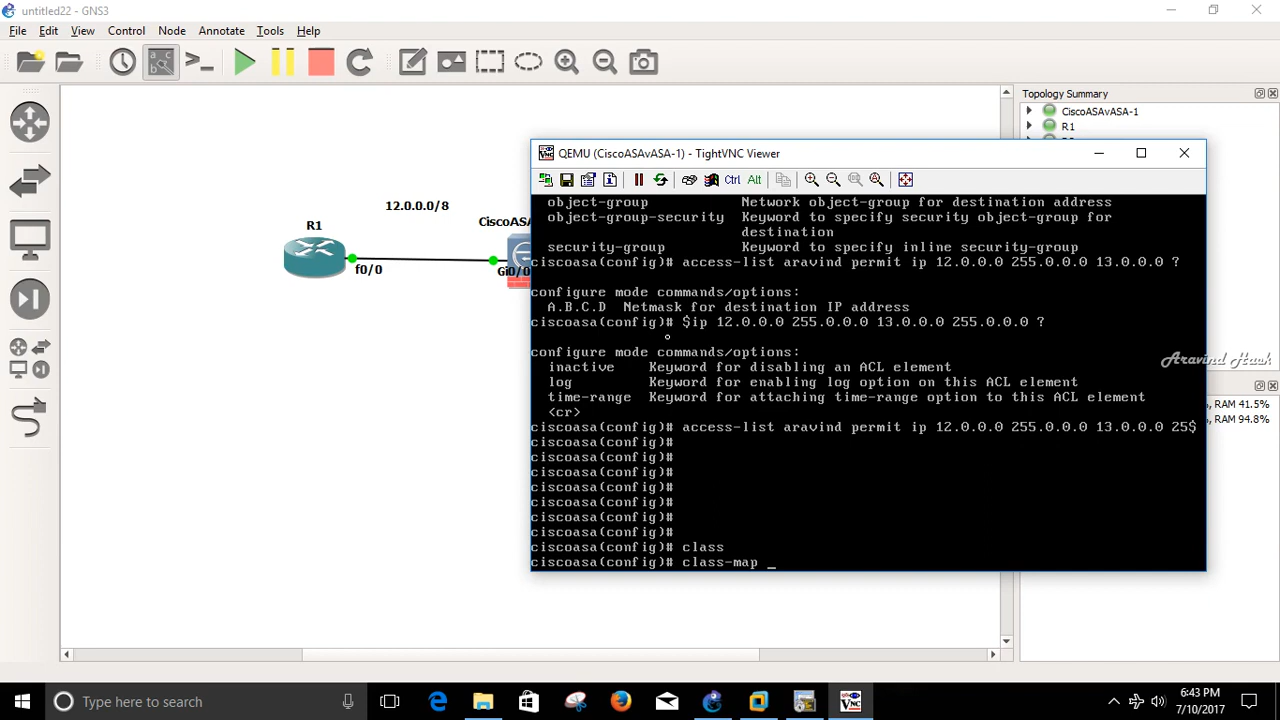 untitled22 - GNS3
File Edit View Control Node Annotate Tools Help
Topology Summary
CiscoASAvASA-1
R1
12.0.0.0/8
R1
CiscoAS
f0/0
Gi0/0
QEMU (CiscoASAvASA-1) - TightVNC Viewer
Ctrl Alt
object-group Network object-group for destination address
object-group-security Keyword to specify security object-group for
destination
security-group Keyword to specify inline security-group
ciscoasa(config)# access-list aravind permit ip 12.0.0.0 255.0.0.0 13.0.0.0 ?
configure mode commands/options:
A.B.C.D Netmask for destination IP address
ciscoasa(config)# $ip 12.0.0.0 255.0.0.0 13.0.0.0 255.0.0.0 ?
configure mode commands/options:
inactive Keyword for disabling an ACL element
log Keyword for enabling log option on this ACL element
time-range Keyword for attaching time-range option to this ACL element
<cr>
ciscoasa(config)# access-list aravind permit ip 12.0.0.0 255.0.0.0 13.0.0.0 25$
ciscoasa(config)#
ciscoasa(config)#
ciscoasa(config)#
ciscoasa(config)#
ciscoasa(config)#
ciscoasa(config)#
ciscoasa(config)#
ciscoasa(config)# class
ciscoasa(config)# class-map _
, RAM 41.5%
, RAM 94.8%
Type here to search
6:43 PM
7/10/2017